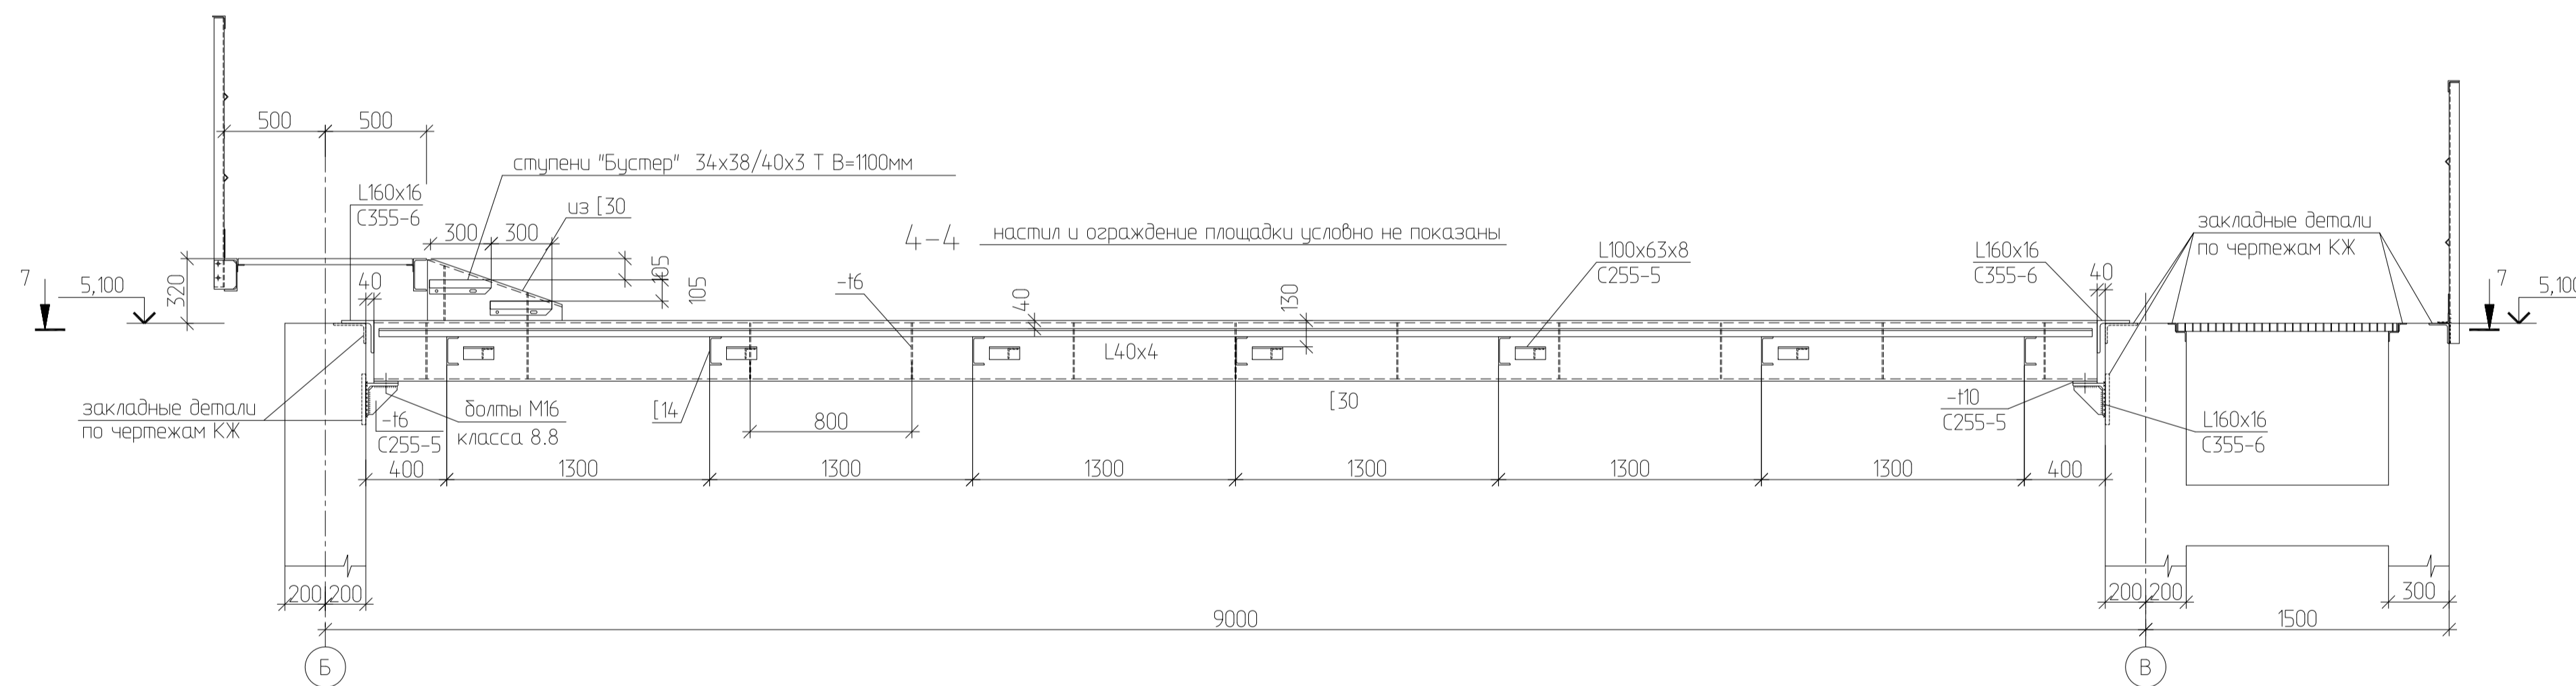 500
500
ступени "Бустер" 34х38/40х3 Т В=1100мм
L160х16
С355-6
из [30
300
300
4-4 настил и ограждение площадки условно не показаны
закладные детали
по чертежам КЖ
L100х63х8
С255-5
L160х16
С355-6
7
5,100
320
40
105
105
-t6
40
130
40
7
5,100
L40х4
закладные детали
по чертежам КЖ
-t6
С255-5
болты М16
класса 8.8
[14
800
[30
-t10
С255-5
L160х16
С355-6
400
1300
1300
1300
1300
1300
1300
400
200
200
200
200
300
9000
1500
Б
В